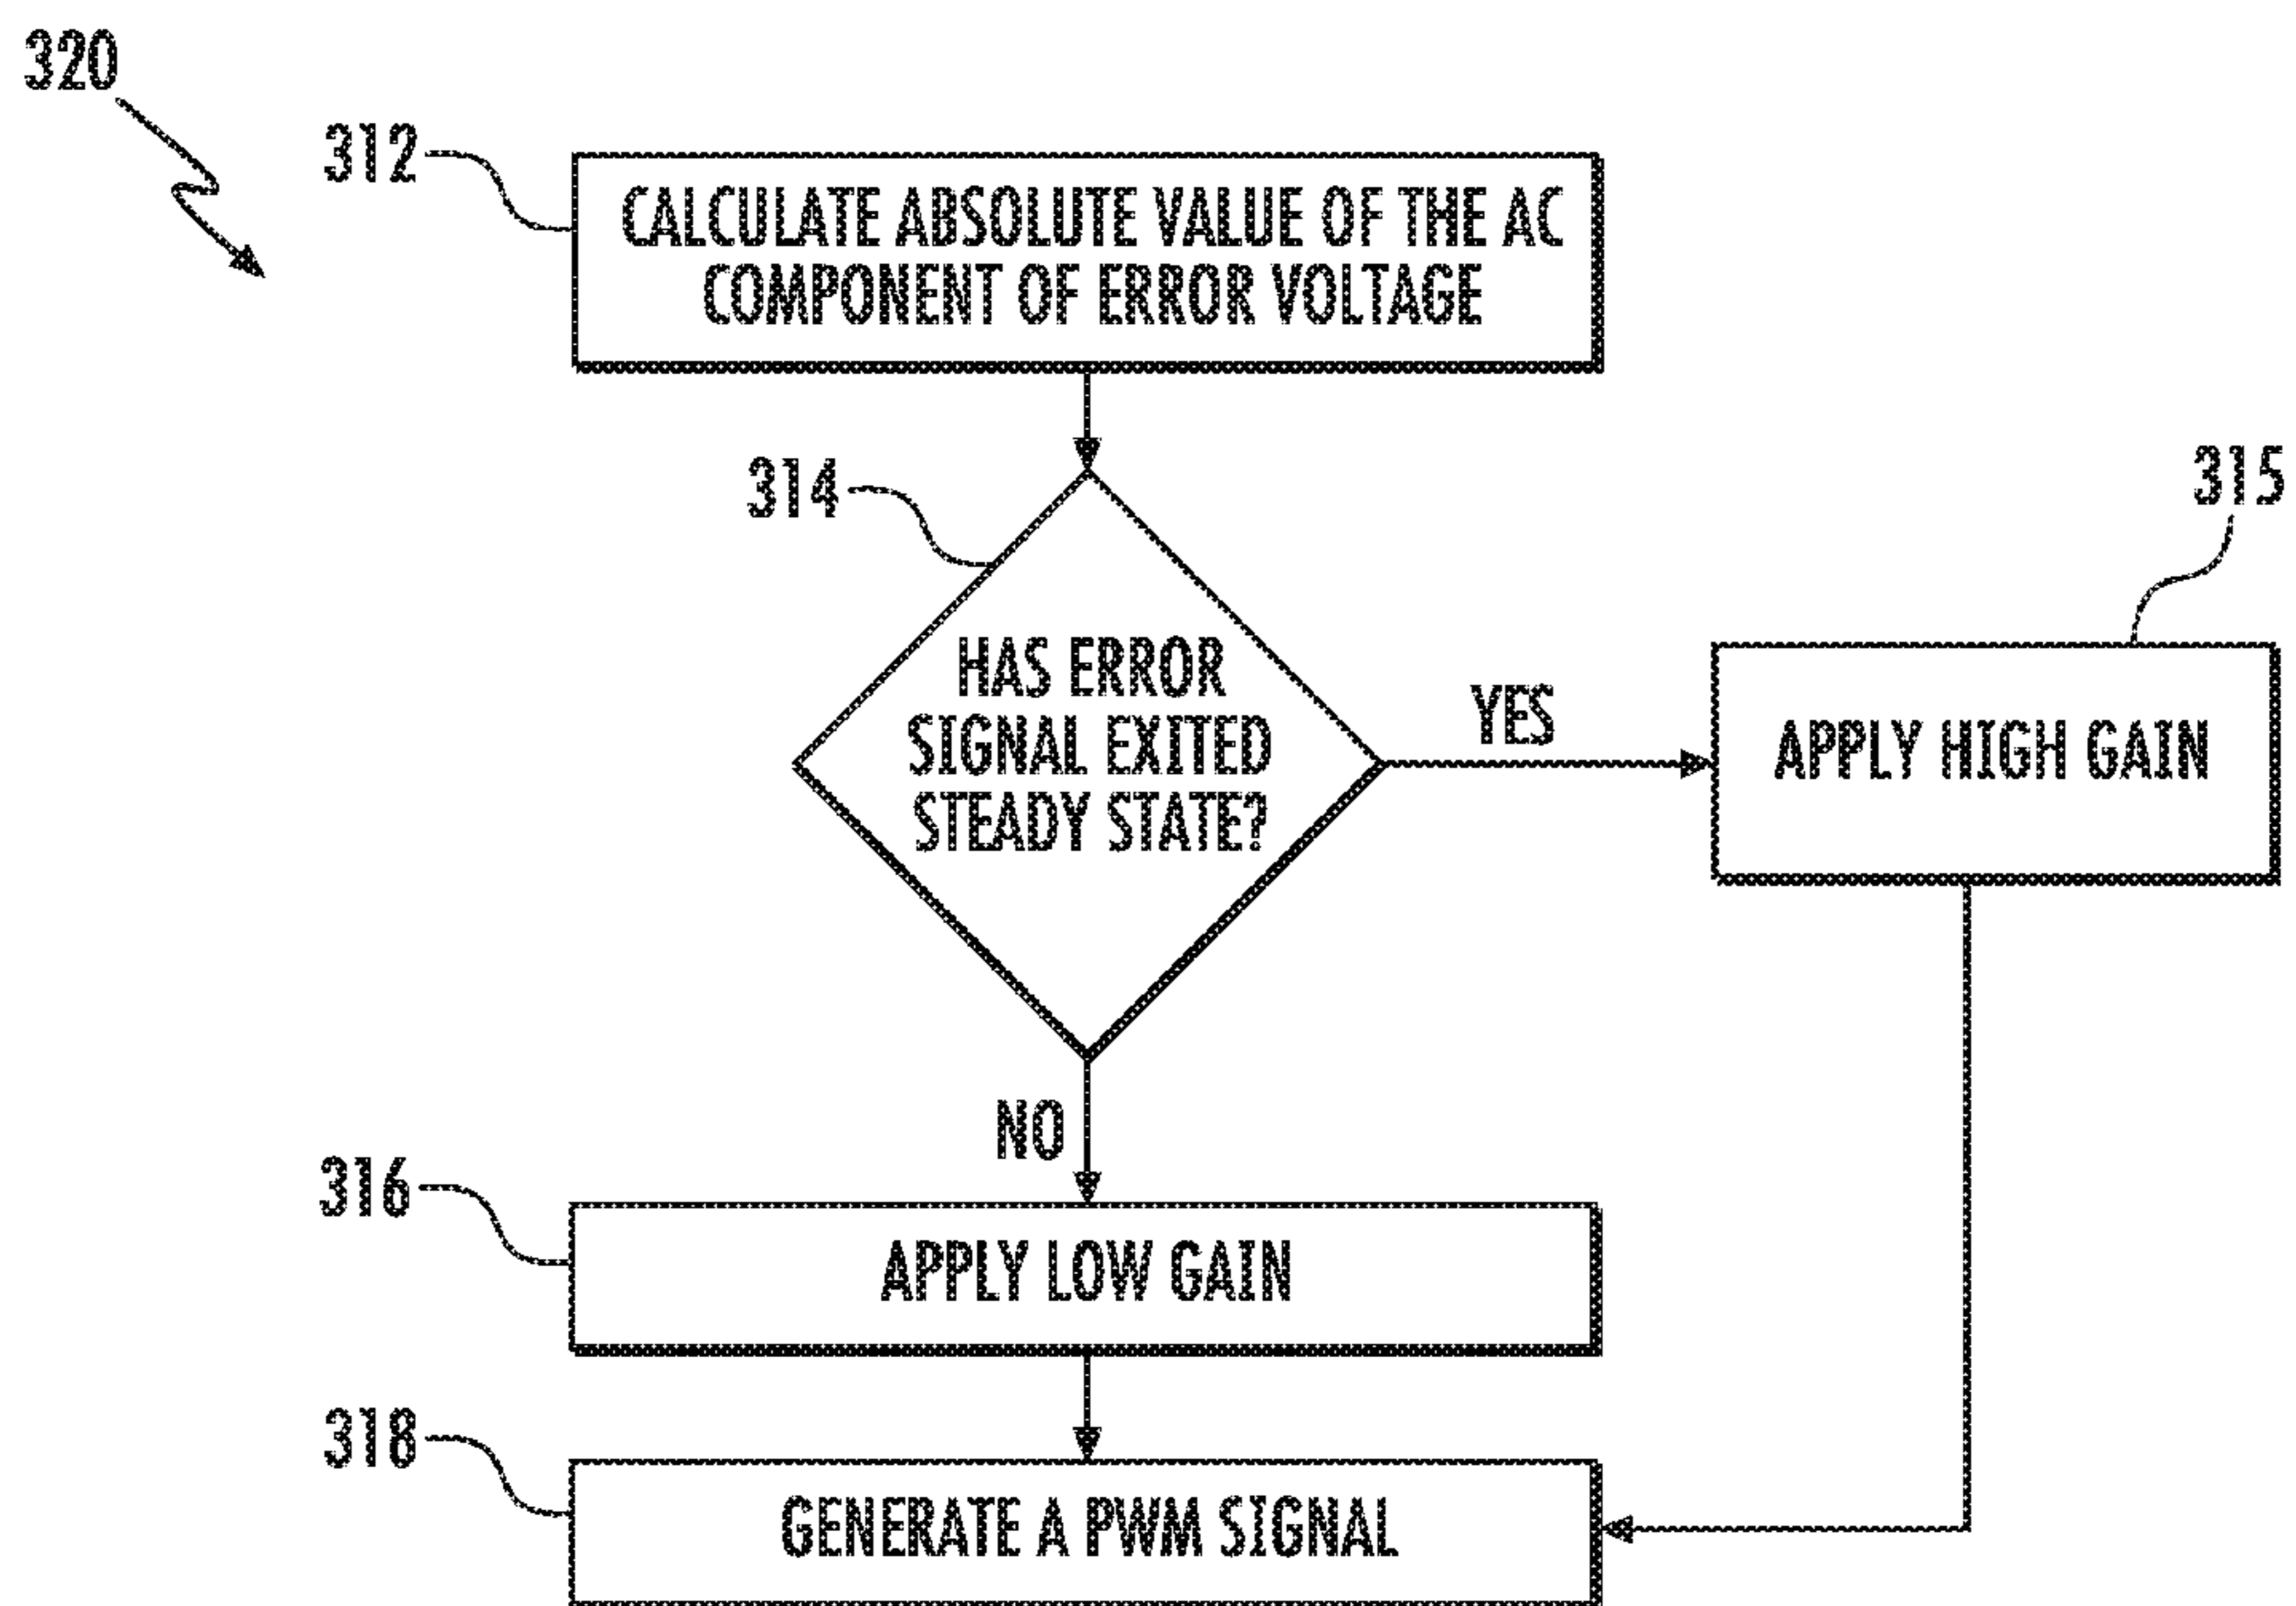 320
312
CALCULATE ABSOLUTE VALUE OF THE AC
COMPONENT OF ERROR VOLTAGE
314
315
HAS ERROR
SIGNAL EXITED
STEADY STATE?
YES
APPLY HIGH GAIN
NO
316
APPLY LOW GAIN
318
GENERATE A PWM SIGNAL